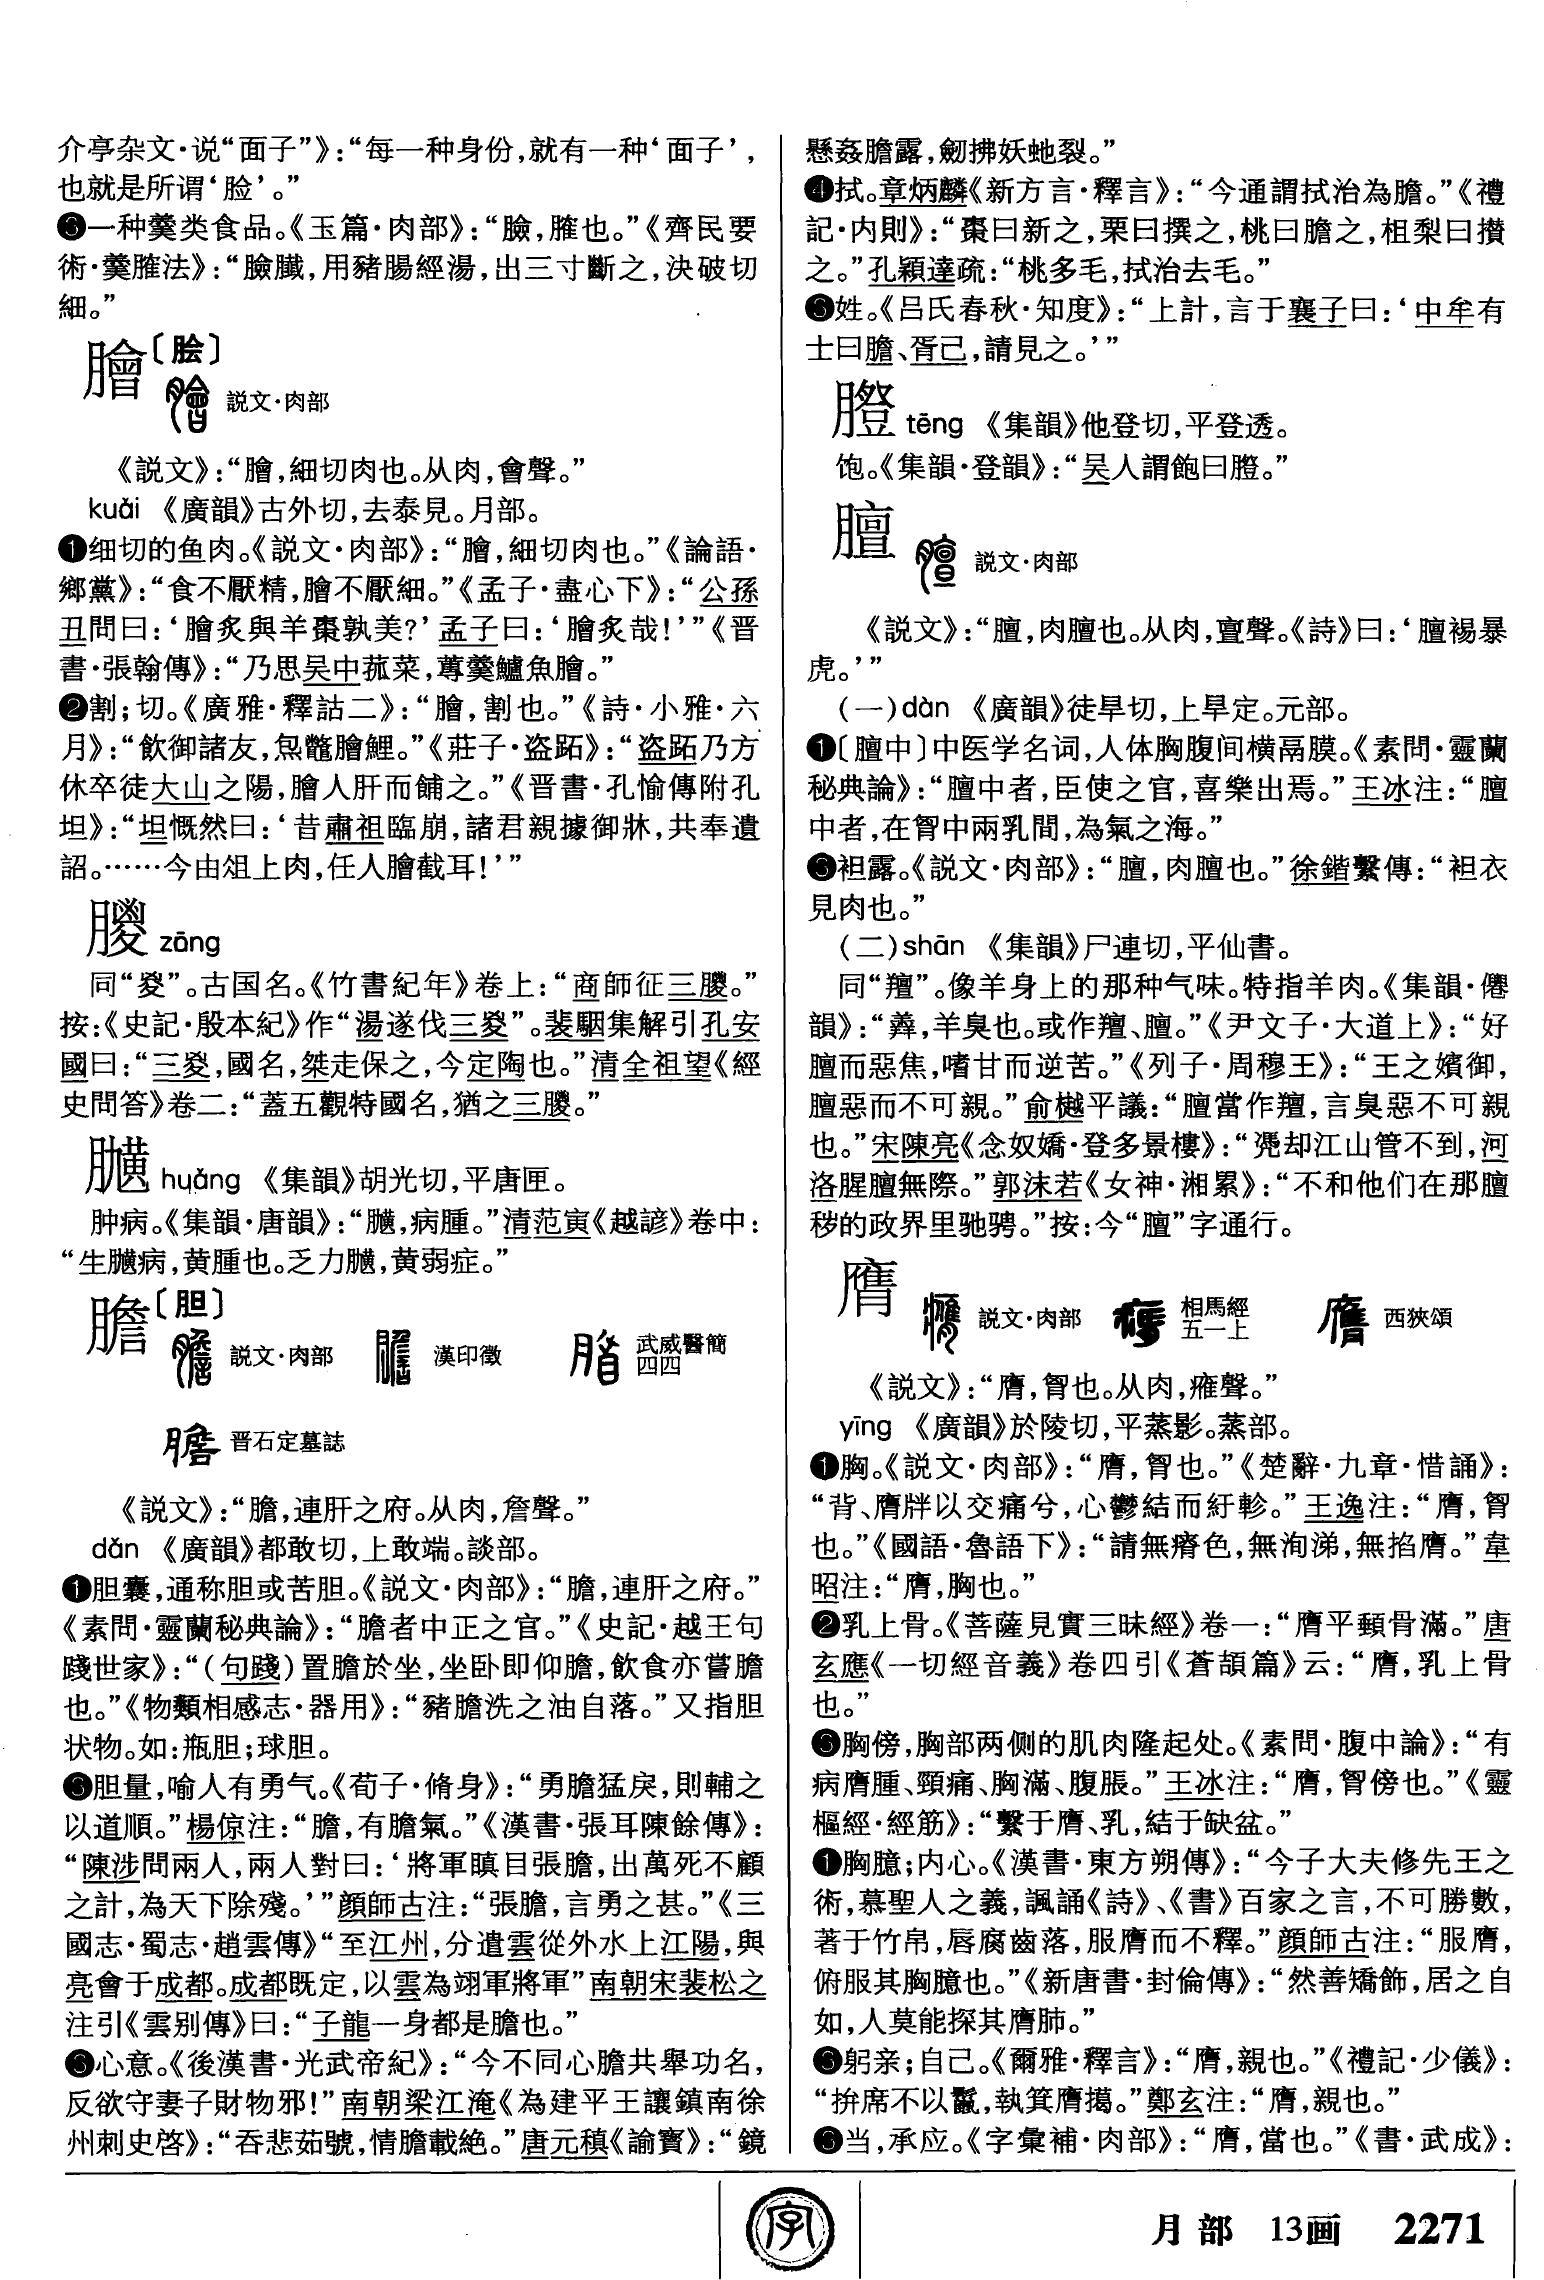 介亭杂文·说“面子”》：“每一种身份，就有一种‘面子’，
也就是所谓‘脸’。”
❸一种羹类食品。《玉篇·肉部》：“臉，臛也。”《齊民要
術·羹臛法》：“臉䐑，用豬腸經湯，出三寸斷之，決破切
細。”
膾〔脍〕
説文·肉部
《説文》：“膾，細切肉也。从肉，會聲。”
kuǎi 《廣韻》古外切，去泰見。月部。
❶细切的鱼肉。《説文·肉部》：“膾，細切肉也。”《論語·
鄉黨》：“食不厭精，膾不厭細。”《孟子·盡心下》：“公孫
丑問曰：‘膾炙與羊棗孰美?’孟子曰：‘膾炙哉！’”《晋
書·張翰傳》：“乃思吴中菰菜，蓴羹鱸魚膾。”
❷割；切。《廣雅·釋詁二》：“膾，割也。”《詩·小雅·六
月》：“飲御諸友，炰鼈膾鯉。”《莊子·盗跖》：“盗跖乃方
休卒徒大山之陽，膾人肝而餔之。”《晋書·孔愉傳附孔
坦》：“坦慨然曰：‘昔肅祖臨崩，諸君親據御牀，共奉遺
詔。……今由俎上肉，任人膾截耳！’”
朡 zōng
同“㚇”。古国名。《竹書紀年》卷上：“商師征三朡。”
按：《史記·殷本紀》作“湯遂伐三㚇”。裴駰集解引孔安
國曰：“三㚇，國名，桀走保之，今定陶也。”清全祖望《經
史問答》卷二：“蓋五觀特國名，猶之三朡。”
huáng 《集韻》胡光切，平唐匣。
肿病。《集韻·唐韻》：“，病腫。”清范寅《越諺》卷中：
“生病，黄腫也。乏力，黄弱症。”
膽〔胆〕
説文·肉部 漢印徵 武威醫簡
四四
晋石定墓誌
《説文》：“膽，連肝之府。从肉，詹聲。”
dǎn 《廣韻》都敢切，上敢端。談部。
❶胆囊，通称胆或苦胆。《説文·肉部》：“膽，連肝之府。”
《素問·靈蘭秘典論》：“膽者中正之官。”《史記·越王句
踐世家》：“（句踐）置膽於坐，坐卧即仰膽，飲食亦嘗膽
也。”《物類相感志·器用》：“豬膽洗之油自落。”又指胆
状物。如：瓶胆；球胆。
❷胆量，喻人有勇气。《荀子·脩身》：“勇膽猛戾，則輔之
以道順。”楊倞注：“膽，有膽氣。”《漢書·張耳陳餘傳》：
“陳涉問兩人，兩人對曰：‘將軍瞋目張膽，出萬死不顧
之計，為天下除殘。’”顔師古注：“張膽，言勇之甚。”《三
國志·蜀志·趙雲傳》“至江州，分遣雲從外水上江陽，與
亮會于成都。成都既定，以雲為翊軍將軍”南朝宋裴松之
注引《雲别傳》曰：“子龍一身都是膽也。”
❸心意。《後漢書·光武帝紀》：“今不同心膽共舉功名，
反欲守妻子財物邪！”南朝梁江淹《為建平王讓鎮南徐
州刺史啓》：“吞悲茹號，情膽載絶。”唐元稹《諭寶》：“鏡
懸姦膽露，劒拂妖虵裂。”
❹拭。章炳麟《新方言·釋言》：“今通謂拭治為膽。”《禮
記·内則》：“棗曰新之，栗曰撰之，桃曰膽之，柤梨曰攢
之。”孔穎達疏：“桃多毛，拭治去毛。”
❺姓。《吕氏春秋·知度》：“上計，言于襄子曰：‘中牟有
士曰膽、胥己，請見之。’”
膯 tēng 《集韻》他登切，平登透。
饱。《集韻·登韻》：“吴人謂飽曰膯。”
膻
説文·肉部
《説文》：“膻，肉膻也。从肉，亶聲。《詩》曰：‘膻裼暴
虎。’”
（一）dàn 《廣韻》徒旱切，上旱定。元部。
❶〔膻中〕中医学名词，人体胸腹间横鬲膜。《素問·靈蘭
秘典論》：“膻中者，臣使之官，喜樂出焉。”王冰注：“膻
中者，在胷中兩乳間，為氣之海。”
❷袒露。《説文·肉部》：“膻，肉膻也。”徐鍇繫傳：“袒衣
見肉也。”
（二）shān 《集韻》尸連切，平仙書。
同“羶”。像羊身上的那种气味。特指羊肉。《集韻·僊
韻》：“羴，羊臭也。或作羶、膻。”《尹文子·大道上》：“好
膻而惡焦，嗜甘而逆苦。”《列子·周穆王》：“王之嬪御，
膻惡而不可親。”俞樾平議：“膻當作羶，言臭惡不可親
也。”宋陳亮《念奴嬌·登多景樓》：“凭却江山管不到，河
洛腥膻無際。”郭沫若《女神·湘累》：“不和他们在那膻
秽的政界里驰骋。”按：今“膻”字通行。
膺
説文·肉部 相馬經
五一上 西狹頌
《説文》：“膺，胷也。从肉，䧹聲。”
yīng 《廣韻》於陵切，平蒸影。蒸部。
❶胸。《説文·肉部》：“膺，胷也。”《楚辭·九章·惜誦》：
“背、膺牉以交痛兮，心鬱結而紆軫。”王逸注：“膺，胷
也。”《國語·魯語下》：“請無瘠色，無洵涕，無掐膺。”韋
昭注：“膺，胸也。”
❷乳上骨。《菩薩見實三昧經》卷一：“膺平頰骨滿。”唐
玄應《一切經音義》卷四引《蒼頡篇》云：“膺，乳上骨
也。”
❸胸傍，胸部两侧的肌肉隆起处。《素問·腹中論》：“有
病膺腫、頸痛、胸滿、腹脹。”王冰注：“膺，胷傍也。”《靈
樞經·經筋》：“繫于膺、乳，結于缺盆。”
❹胸臆；内心。《漢書·東方朔傳》：“今子大夫修先王之
術，慕聖人之義，諷誦《詩》、《書》百家之言，不可勝數，
著于竹帛，唇腐齒落，服膺而不釋。”顔師古注：“服膺，
俯服其胸臆也。”《新唐書·封倫傳》：“然善矯飾，居之自
如，人莫能探其膺肺。”
❺躬亲；自己。《爾雅·釋言》：“膺，親也。”《禮記·少儀》：
“拚席不以鬣，執箕膺擖。”鄭玄注：“膺，親也。”
❻当，承应。《字彙補·肉部》：“膺，當也。”《書·武成》：
字
月部 13画 2271